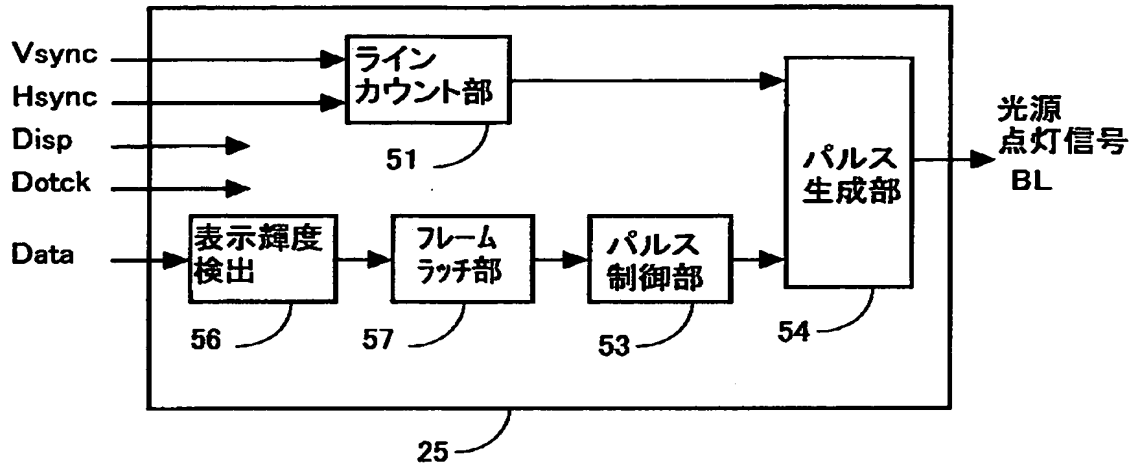 Vsync
Hsync
Disp
Dotck
Data
ライン
カウント部
51
表示輝度
検出
56
フレーム
ラッチ部
57
パルス
制御部
53
パルス
生成部
54
光源
点灯信号
BL
25